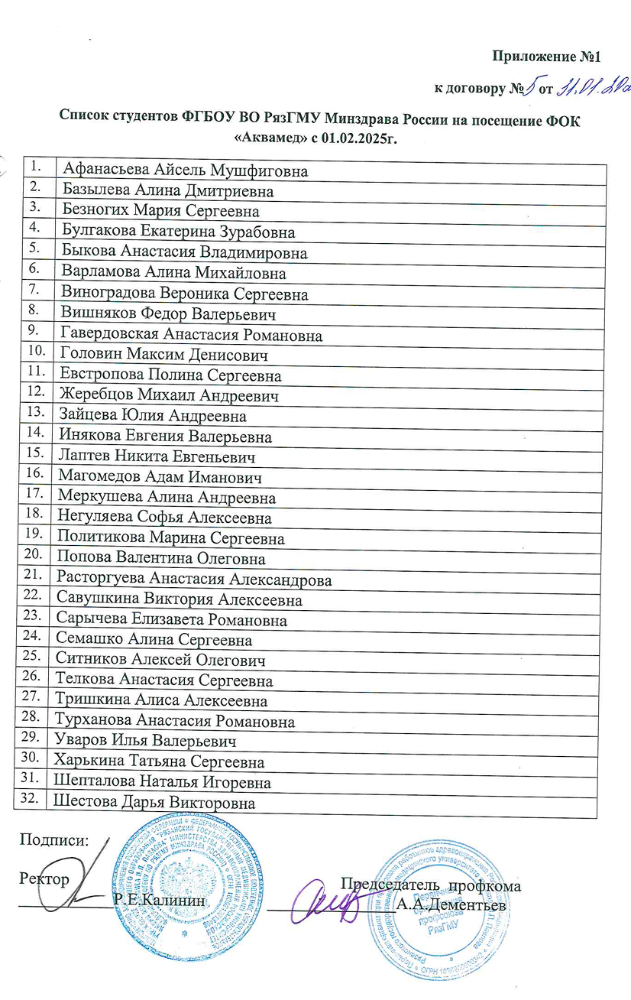 Приложение №1
к договору №5 от 31.01.20
Список студентов ФГБОУ ВО РязГМУ Минздрава России на посещение ФОК
«Аквамед» с 01.02.2025г.
1. Афанасьева Айсель Мушфиговна
2. Базылева Алина Дмитриевна
3. Безногих Мария Сергеевна
4. Булгакова Екатерина Зурабовна
5. Быкова Анастасия Владимировна
6. Варламова Алина Михайловна
7. Виноградова Вероника Сергеевна
8. Вишняков Федор Валерьевич
9. Гавердовская Анастасия Романовна
10. Головин Максим Денисович
11. Евстропова Полина Сергеевна
12. Жеребцов Михаил Андреевич
13. Зайцева Юлия Андреевна
14. Инякова Евгения Валерьевна
15. Лаптев Никита Евгеньевич
16. Магомедов Адам Иманович
17. Меркушева Алина Андреевна
18. Негуляева Софья Алексеевна
19. Политикова Марина Сергеевна
20. Попова Валентина Олеговна
21. Расторгуева Анастасия Александрова
22. Савушкина Виктория Алексеевна
23. Сарычева Елизавета Романовна
24. Семашко Алина Сергеевна
25. Ситников Алексей Олегович
26. Телкова Анастасия Сергеевна
27. Тришкина Алиса Алексеевна
28. Турханова Анастасия Романовна
29. Уваров Илья Валерьевич
30. Харькина Татьяна Сергеевна
31. Шепталова Наталья Игоревна
32. Шестова Дарья Викторовна
Подписи:
Ректор
Председатель профкома
Р.Е.Калинин
А.А.Дементьев
Первичная
организация
профсоюза
РязГМУ